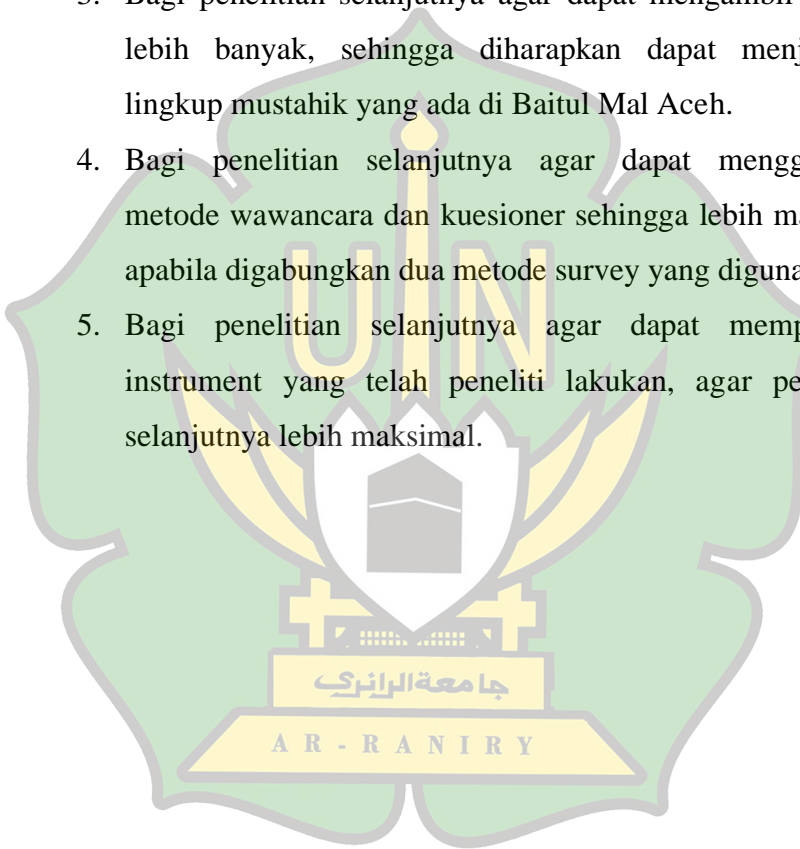 3. Bagi penelitian selanjutnya agar dapat mengambil
lebih banyak, sehingga diharapkan dapat menj
lingkup mustahik yang ada di Baitul Mal Aceh.
4. Bagi penelitian selanjutnya agar dapat mengg
metode wawancara dan kuesioner sehingga lebih ma
apabila digabungkan dua metode survey yang diguna
5. Bagi penelitian selanjutnya agar dapat memp
instrument yang telah peneliti lakukan, agar pe
selanjutnya lebih maksimal.
UIN
جامعة الرانري
AR-RANIRY